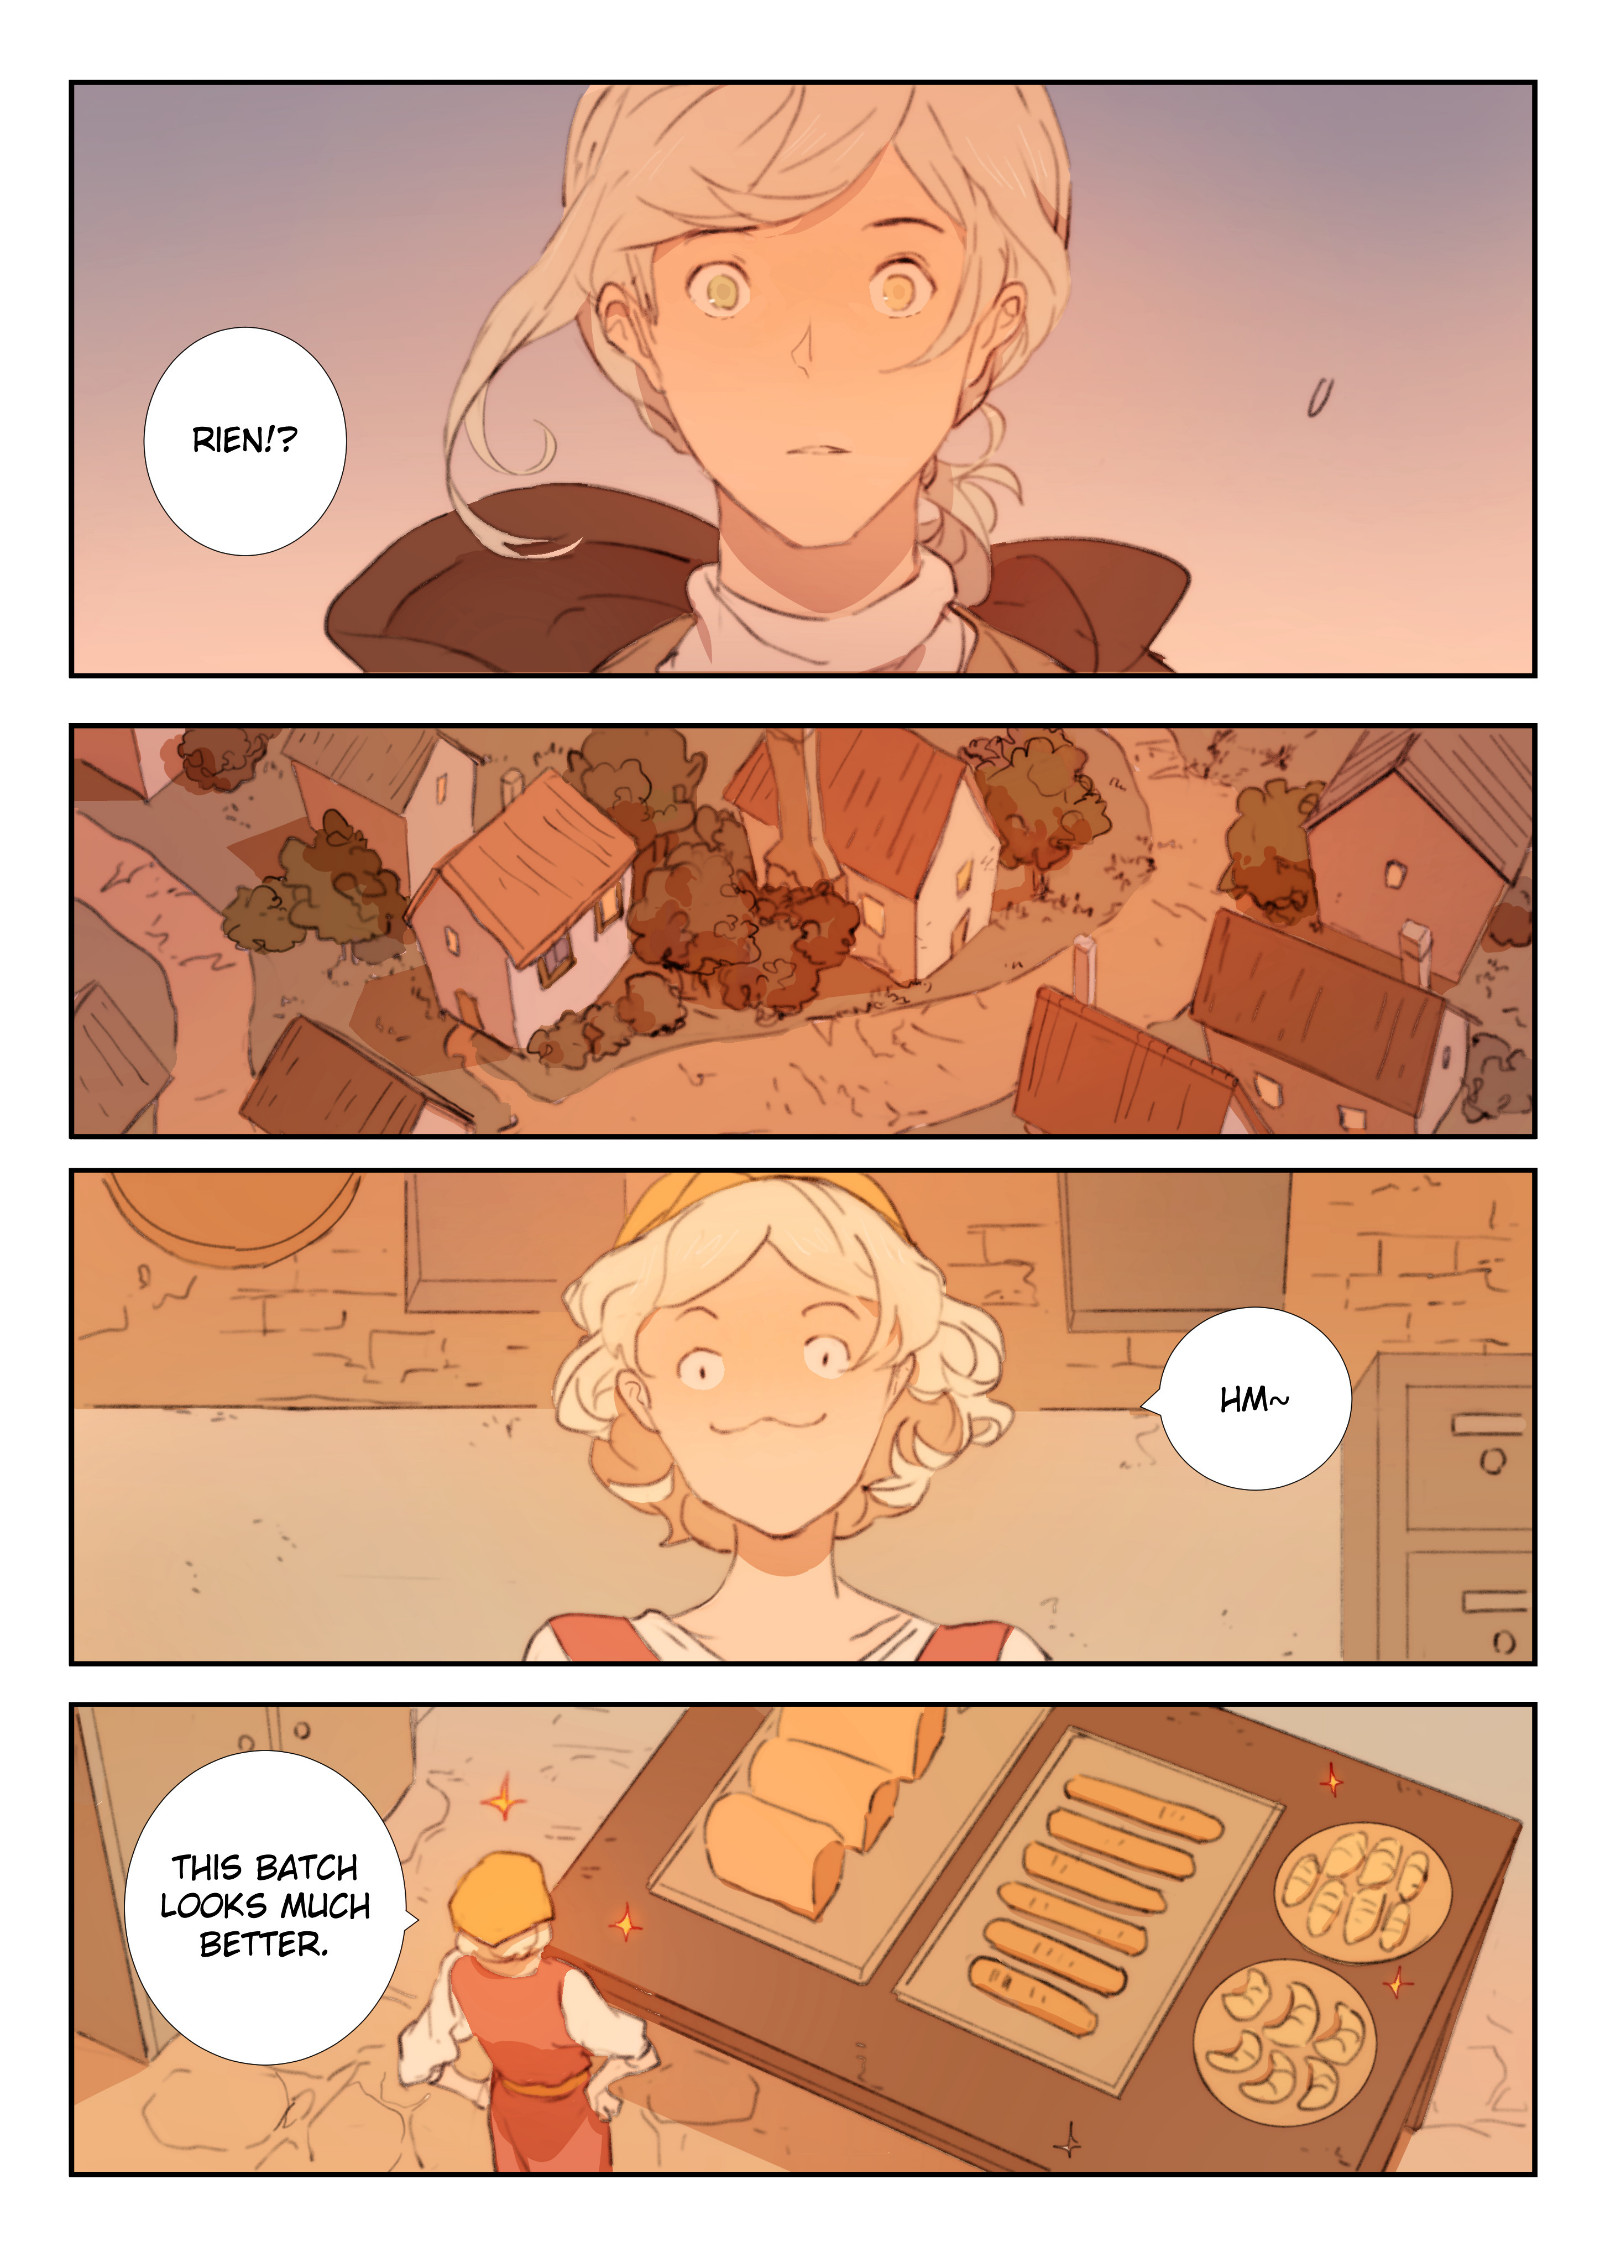 RIEN!?
HM~
THIS BATCH
LOOKS MUCH
BETTER.